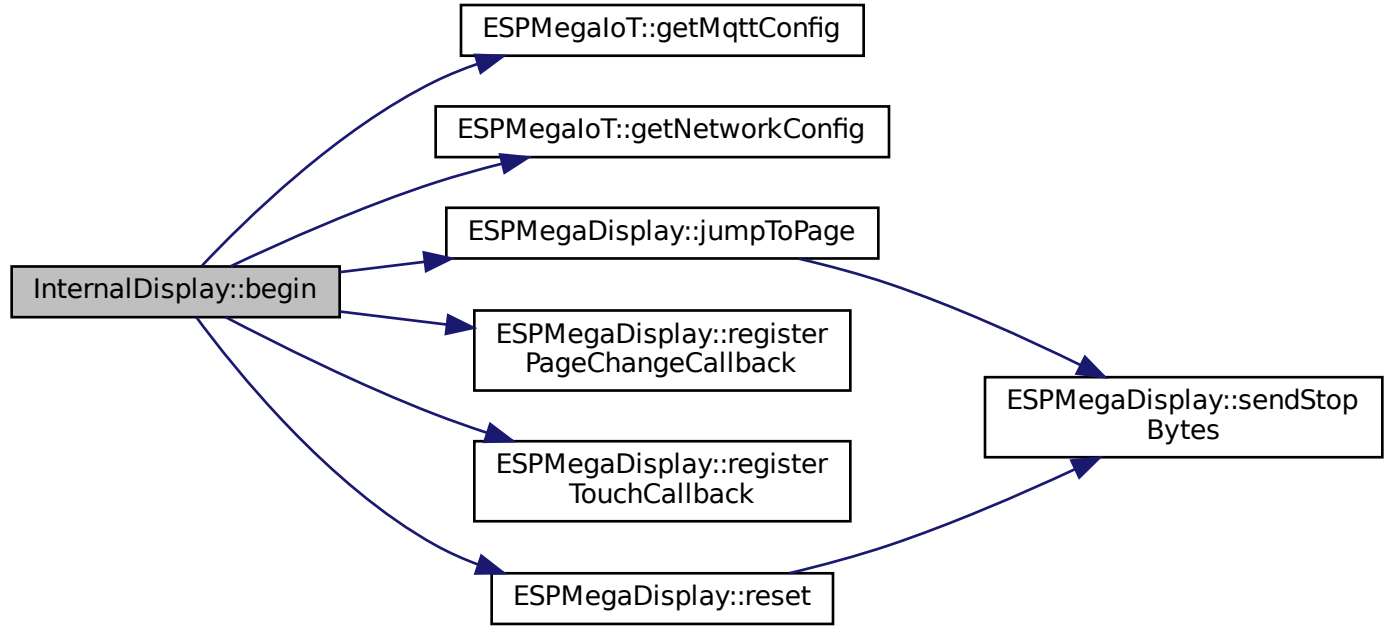 ESPMegaIoT::getMqttConfig
ESPMegaIoT::getNetworkConfig
ESPMegaDisplay::jumpToPage
InternalDisplay::begin
ESPMegaDisplay::register
PageChangeCallback
ESPMegaDisplay::sendStop
Bytes
ESPMegaDisplay::register
TouchCallback
ESPMegaDisplay::reset